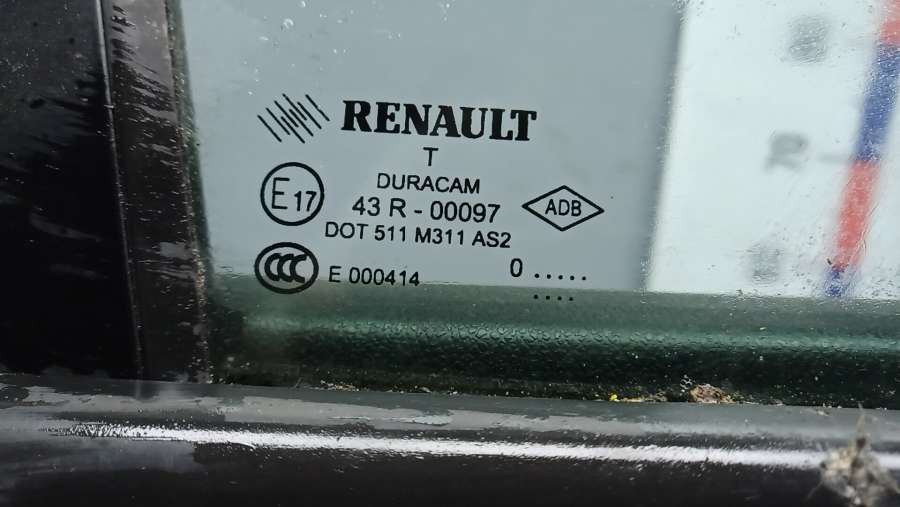 RENAULT
T
DURACAM
E17
43 R - 00097
ADB
DOT 511 M311 AS2
CCC
E 000414
0 .....
....